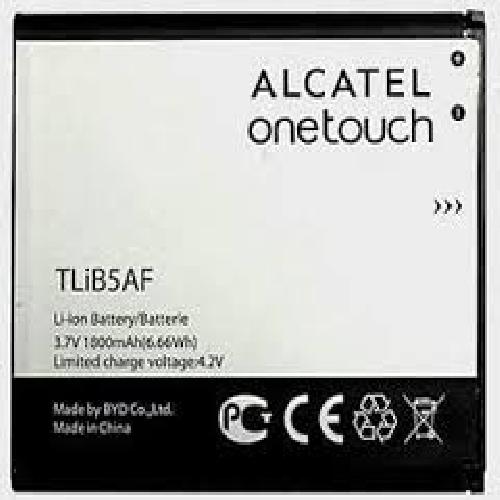 ALCATEL
onetouch
TLiB5AF
Li-ion Battery/Batterie
3.7V 1800mAh(6.66Wh)
Limited charge voltage:4.2V
Made by BYD Co.,Ltd.
Made in China